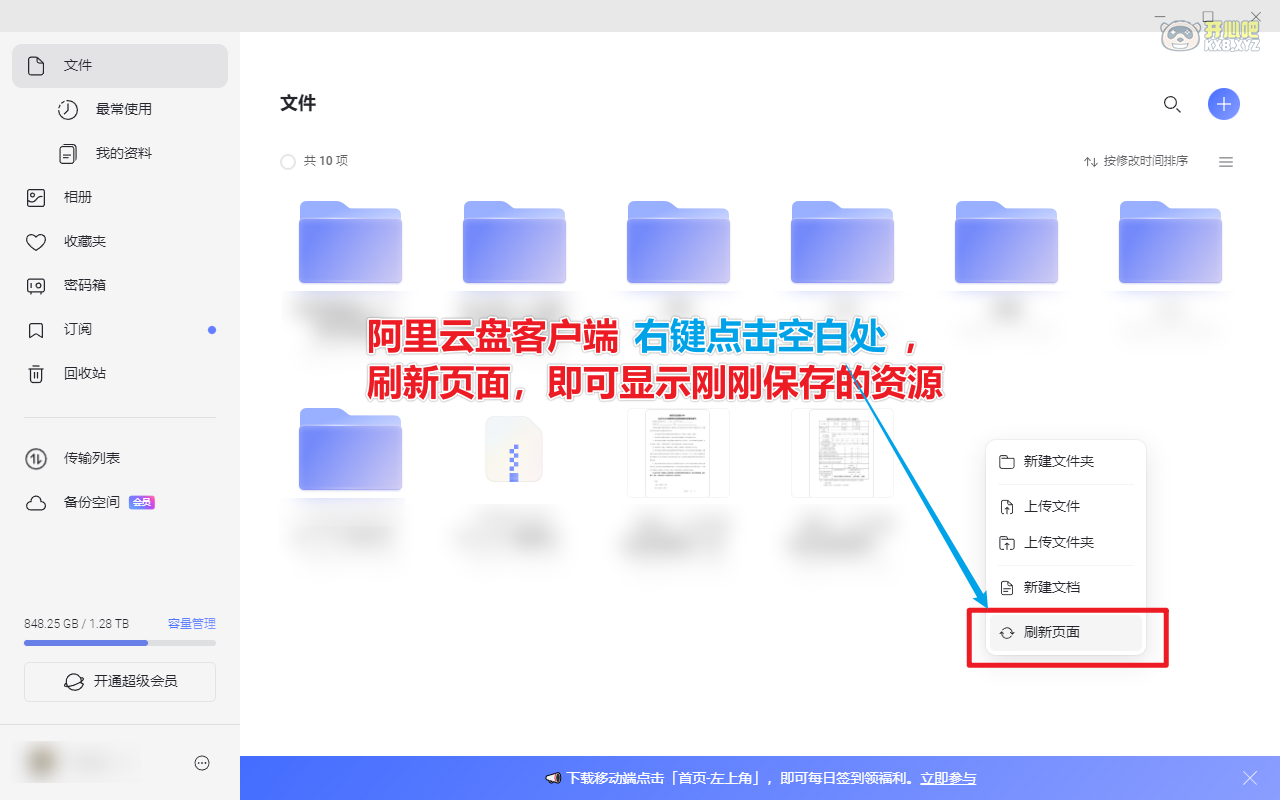 开心吧
KXB.XYZ
文件
最常使用
我的资料
相册
收藏夹
密码箱
订阅
回收站
传输列表
备份空间 会员
848.25 GB / 1.28 TB 容量管理
开通超级会员
文件
共 10 项
按修改时间排序
阿里云盘客户端 右键点击空白处 ，
刷新页面，即可显示刚刚保存的资源
新建文件夹
上传文件
上传文件夹
新建文档
刷新页面
下载移动端点击「首页-左上角」，即可每日签到领福利。立即参与